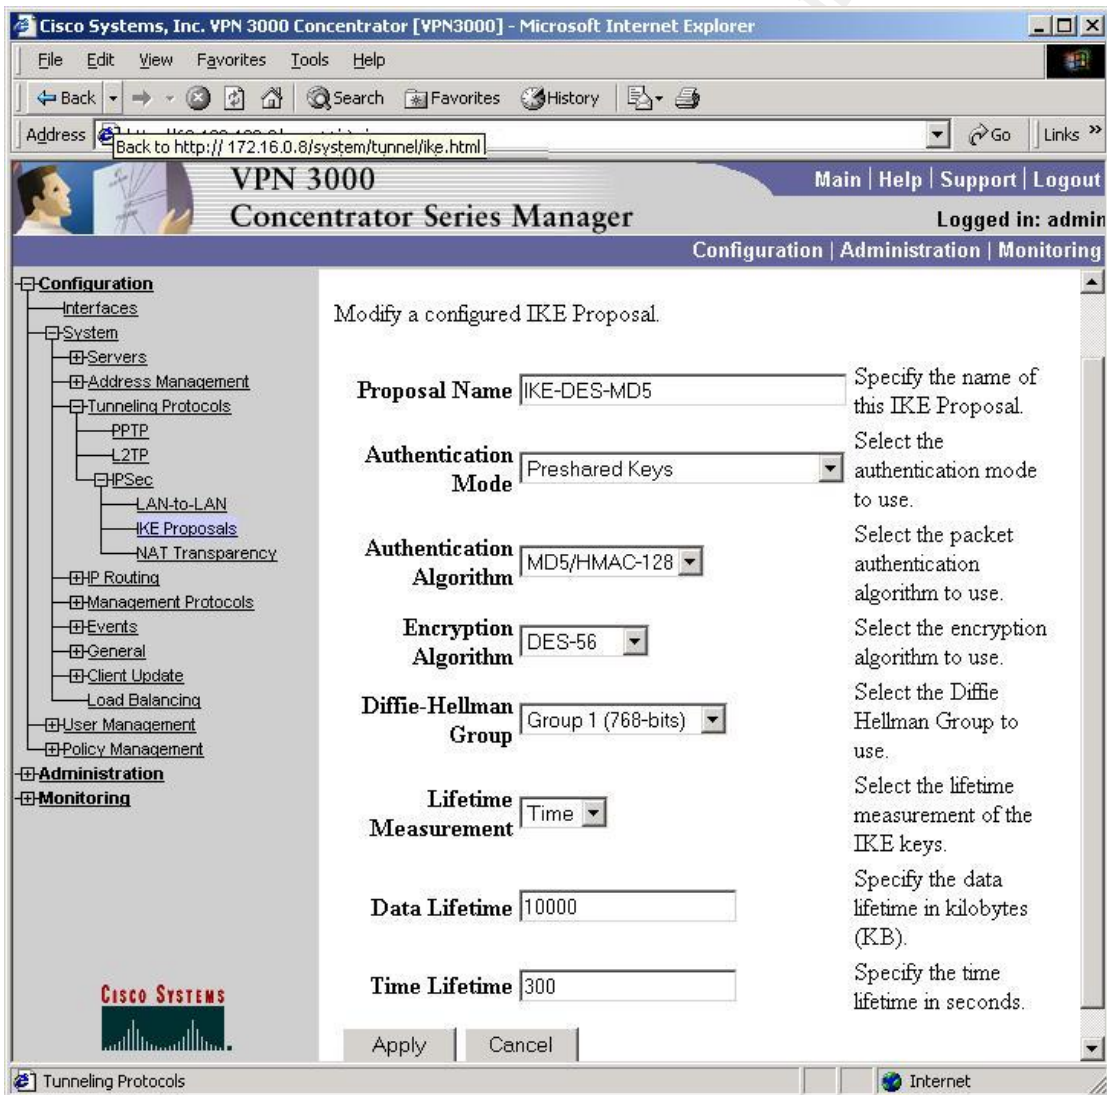 Cisco Systems, Inc. VPN 3000 Concentrator [VPN3000] - Microsoft Internet Explorer
File Edit View Favorites Tools Help
Back Search Favorites History
Address Go Links »
Back to http:// 172.16.0.8/system/tunnel/ike.html
VPN 3000
Concentrator Series Manager
Main | Help | Support | Logout
Logged in: admin
Configuration | Administration | Monitoring
Configuration
Interfaces
System
Servers
Address Management
Tunneling Protocols
PPTP
L2TP
IPSec
LAN-to-LAN
IKE Proposals
NAT Transparency
IP Routing
Management Protocols
Events
General
Client Update
Load Balancing
User Management
Policy Management
Administration
Monitoring
CISCO SYSTEMS
Modify a configured IKE Proposal.
Proposal Name IKE-DES-MD5 Specify the name of
this IKE Proposal.
Authentication
Mode Preshared Keys
Select the
authentication mode
to use.
Authentication
Algorithm MD5/HMAC-128
Select the packet
authentication
algorithm to use.
Encryption
Algorithm DES-56
Select the encryption
algorithm to use.
Diffie-Hellman
Group Group 1 (768-bits)
Select the Diffie
Hellman Group to
use.
Lifetime
Measurement Time
Select the lifetime
measurement of the
IKE keys.
Data Lifetime 10000
Specify the data
lifetime in kilobytes
(KB).
Time Lifetime 300
Specify the time
lifetime in seconds.
Apply Cancel
Tunneling Protocols Internet